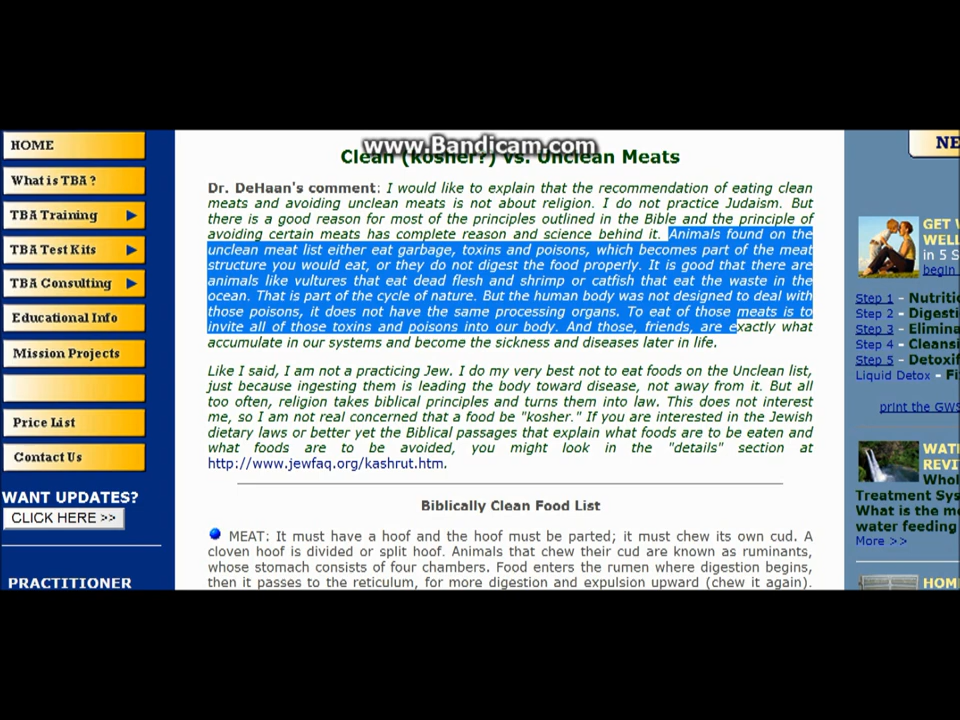 www.Bandicam.com
HOME
What is TBA ?
TBA Training
TBA Test Kits
TBA Consulting
Educational Info
Mission Projects
Price List
Contact Us
WANT UPDATES?
CLICK HERE >>
PRACTITIONER
Clean (kosher?) vs. Unclean Meats
Dr. DeHaan's comment: I would like to explain that the recommendation of eating clean
meats and avoiding unclean meats is not about religion. I do not practice Judaism. But
there is a good reason for most of the principles outlined in the Bible and the principle of
avoiding certain meats has complete reason and science behind it. Animals found on the
unclean meat list either eat garbage, toxins and poisons, which becomes part of the meat
structure you would eat, or they do not digest the food properly. It is good that there are
animals like vultures that eat dead flesh and shrimp or catfish that eat the waste in the
ocean. That is part of the cycle of nature. But the human body was not designed to deal with
those poisons, it does not have the same processing organs. To eat of those meats is to
invite all of those toxins and poisons into our body. And those, friends, are exactly what
accumulate in our systems and become the sickness and diseases later in life.
Like I said, I am not a practicing Jew. I do my very best not to eat foods on the Unclean list,
just because ingesting them is leading the body toward disease, not away from it. But all
too often, religion takes biblical principles and turns them into law. This does not interest
me, so I am not real concerned that a food be "kosher." If you are interested in the Jewish
dietary laws or better yet the Biblical passages that explain what foods are to be eaten and
what foods are to be avoided, you might look in the "details" section at
http://www.jewfaq.org/kashrut.htm.
Biblically Clean Food List
MEAT: It must have a hoof and the hoof must be parted; it must chew its own cud. A
cloven hoof is divided or split hoof. Animals that chew their cud are known as ruminants,
whose stomach consists of four chambers. Food enters the rumen where digestion begins,
then it passes to the reticulum, for more digestion and expulsion upward (chew it again).
NE
GET W
WELL
in 5 S
begin
Step 1 - Nutriti
Step 2 - Digesti
Step 3 - Elimina
Step 4 - Cleansi
Step 5 - Detoxif
Liquid Detox - Fi
print the GWS
WAT
REVI
Whol
Treatment Sys
What is the mo
water feeding
More >>
HOM